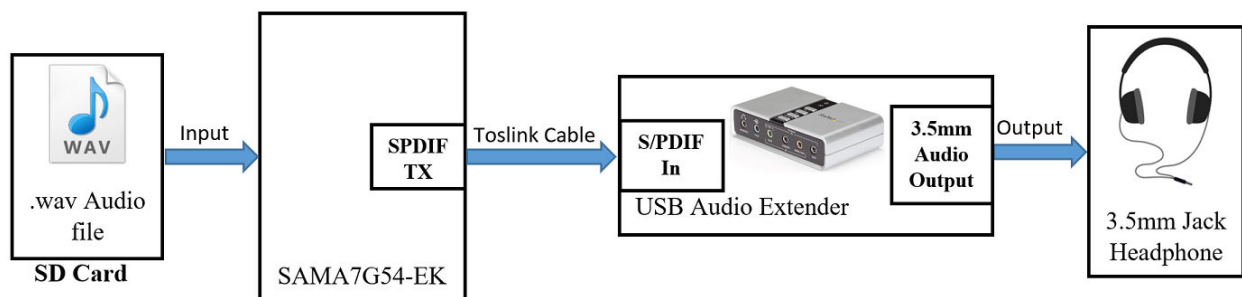 WAV
.wav Audio
file
SD Card
Input
SPDIF
TX
SAMA7G54-EK
Toslink Cable
S/PDIF
In
3.5mm
Audio
Output
USB Audio Extender
Output
3.5mm Jack
Headphone